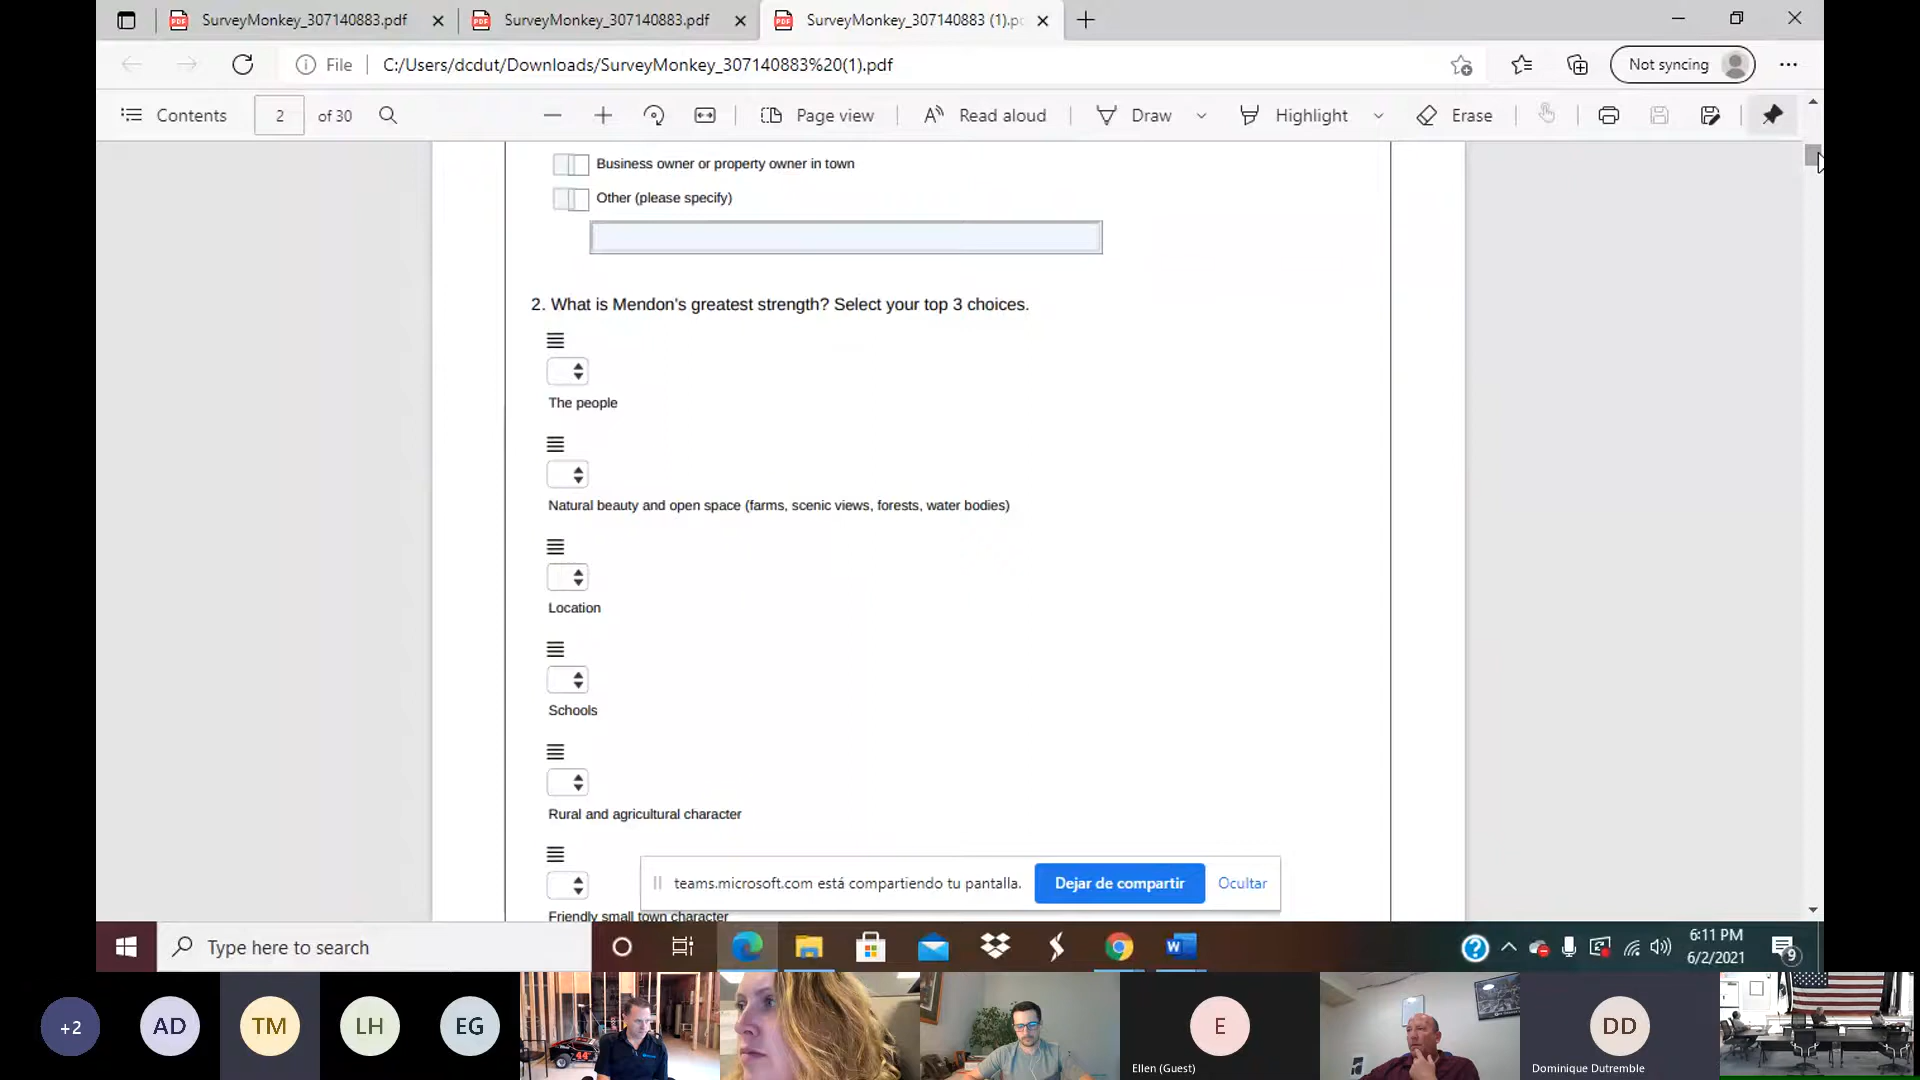 SurveyMonkey_307140883.pdf
SurveyMonkey_307140883.pdf
SurveyMonkey_307140883 (1).p
File
C:/Users/dcdut/Downloads/SurveyMonkey_307140883%20(1).pdf
Not syncing
Contents
2
of 30
Page view
Read aloud
Draw
Highlight
Erase
Business owner or property owner in town
Other (please specify)
2. What is Mendon's greatest strength? Select your top 3 choices.
The people
Natural beauty and open space (farms, scenic views, forests, water bodies)
Location
Schools
Rural and agricultural character
Friendly small town character
teams.microsoft.com está compartiendo tu pantalla.
Dejar de compartir
Ocultar
Type here to search
6:11 PM
6/2/2021
9
+2
AD
TM
LH
EG
44
E
Ellen (Guest)
DD
Dominique Dutremble